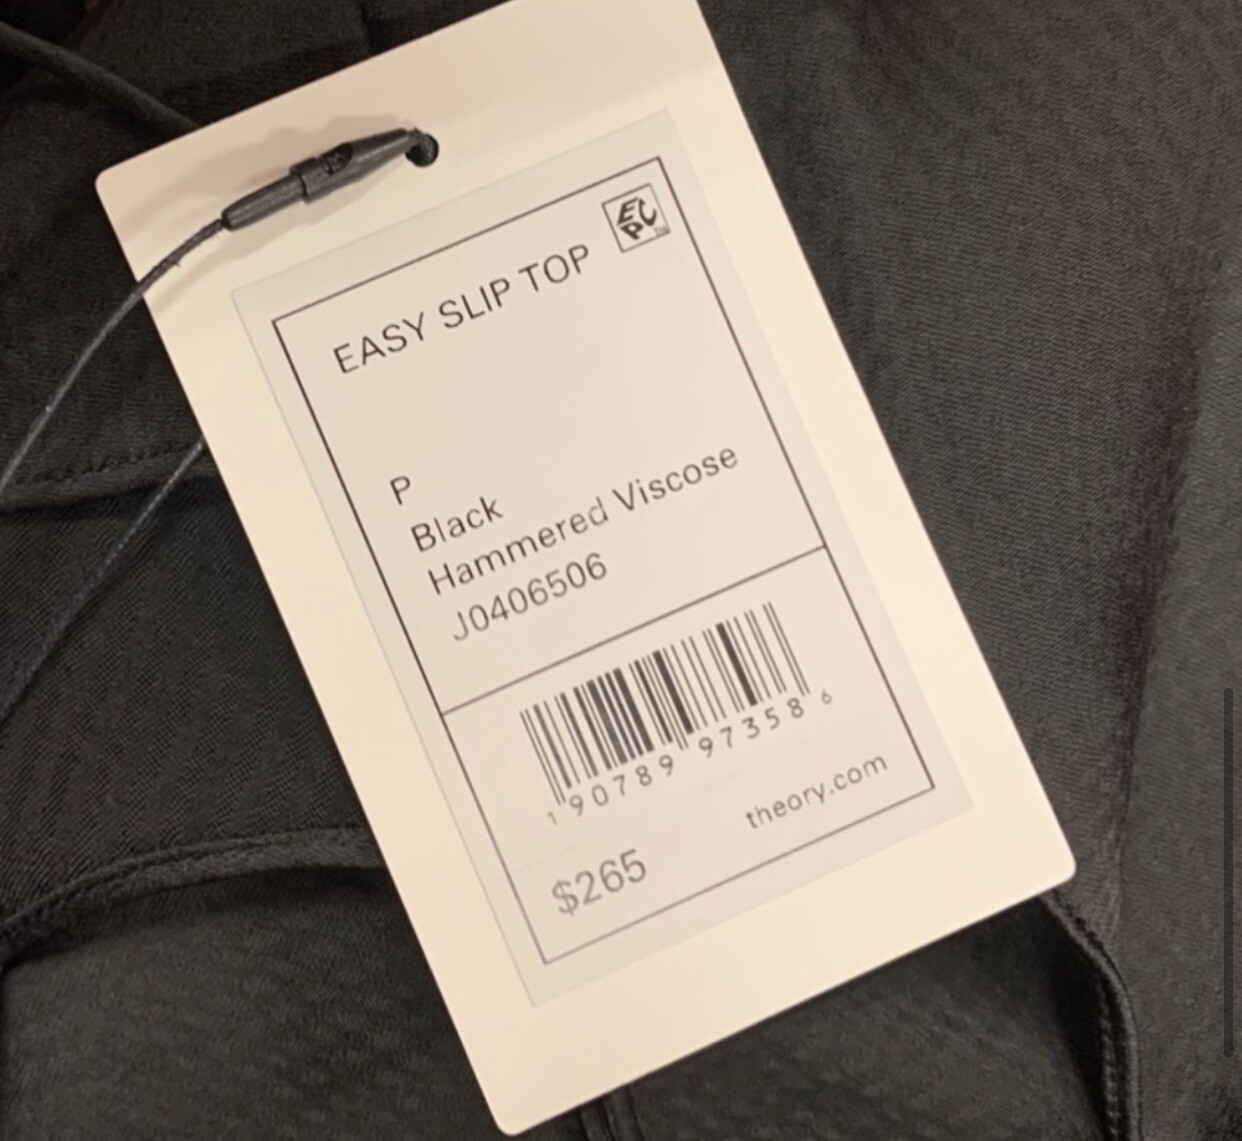 EASY SLIP TOP
P
Black
Hammered Viscose
J0406506
1 90789 97358 6
theory.com
$265